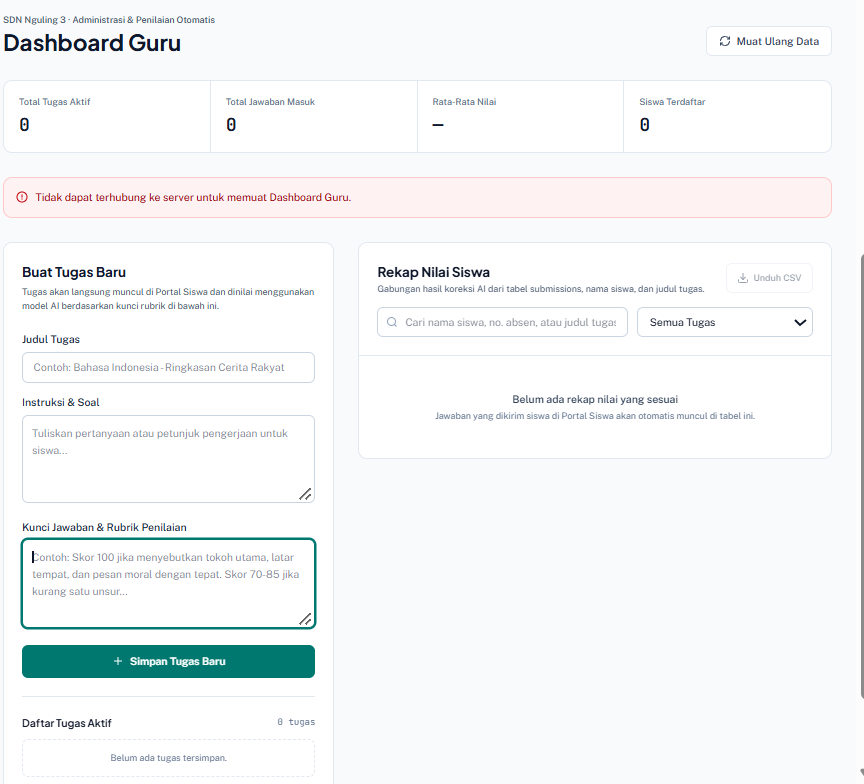 SDN Nguling 3 · Administrasi & Penilaian Otomatis
Dashboard Guru
Muat Ulang Data
Total Tugas Aktif
0
Total Jawaban Masuk
0
Rata-Rata Nilai
—
Siswa Terdaftar
0
Tidak dapat terhubung ke server untuk memuat Dashboard Guru.
Buat Tugas Baru
Tugas akan langsung muncul di Portal Siswa dan dinilai menggunakan
model AI berdasarkan kunci rubrik di bawah ini.
Judul Tugas
Contoh: Bahasa Indonesia - Ringkasan Cerita Rakyat
Instruksi & Soal
Tuliskan pertanyaan atau petunjuk pengerjaan untuk
siswa...
Kunci Jawaban & Rubrik Penilaian
Contoh: Skor 100 jika menyebutkan tokoh utama, latar
tempat, dan pesan moral dengan tepat. Skor 70-85 jika
kurang satu unsur...
+ Simpan Tugas Baru
Daftar Tugas Aktif
0 tugas
Belum ada tugas tersimpan.
Rekap Nilai Siswa
Gabungan hasil koreksi AI dari tabel submissions, nama siswa, dan judul tugas.
Unduh CSV
Cari nama siswa, no. absen, atau judul tugas
Semua Tugas
Belum ada rekap nilai yang sesuai
Jawaban yang dikirim siswa di Portal Siswa akan otomatis muncul di tabel ini.